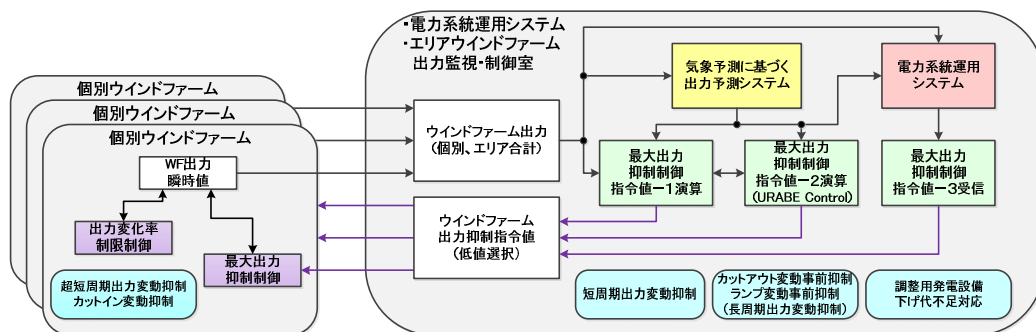 ・電力系統運用システム
・エリアウインドファーム
出力監視・制御室
個別ウインドファーム
個別ウインドファーム
個別ウインドファーム
WF出力
瞬時値
出力変化率
制限制御
最大出力
抑制制御
超短周期出力変動抑制
カットイン変動抑制
ウインドファーム出力
(個別、エリア合計)
ウインドファーム
出力抑制指令値
(低値選択)
気象予測に基づく
出力予測システム
電力系統運用
システム
最大出力
抑制制御
指令値ー1演算
最大出力
抑制制御
指令値ー2演算
(URABE Control)
最大出力
抑制制御
指令値ー3受信
短周期出力変動抑制
カットアウト変動事前抑制
ランプ変動事前抑制
(長周期出力変動抑制)
調整用発電設備
下げ代不足対応